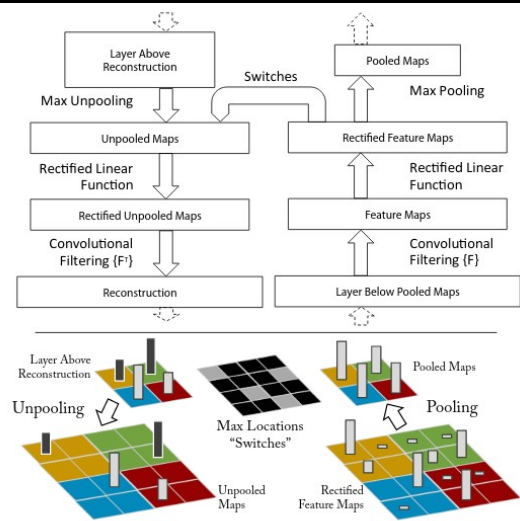 Layer Above
Reconstruction
Pooled Maps
Switches
Max Unpooling
Max Pooling
Unpooled Maps
Rectified Feature Maps
Rectified Linear
Function
Rectified Linear
Function
Rectified Unpooled Maps
Feature Maps
Convolutional
Filtering {Fᵀ}
Convolutional
Filtering {F}
Reconstruction
Layer Below Pooled Maps
Layer Above
Reconstruction
Pooled Maps
Unpooling
Max Locations
“Switches”
Pooling
Unpooled
Maps
Rectified
Feature Maps